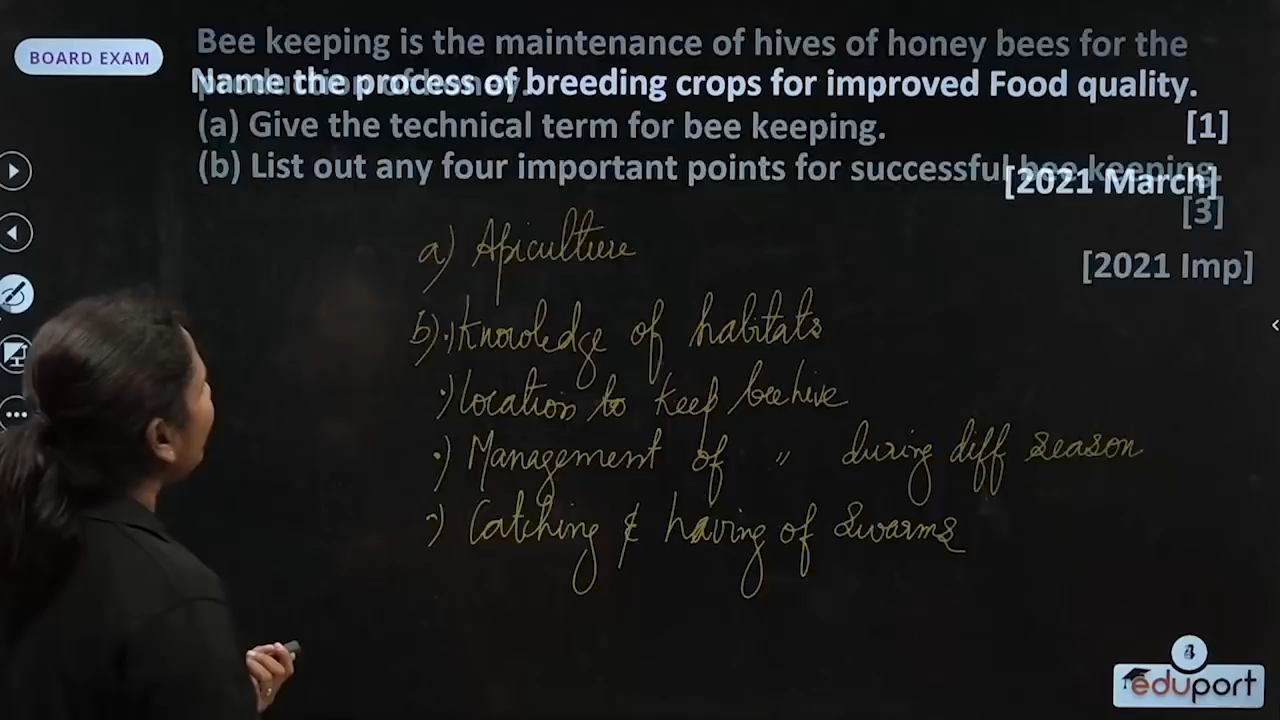 BOARD EXAM
Bee keeping is the maintenance of hives of honey bees for the
Name the process of breeding crops for improved Food quality.
(a) Give the technical term for bee keeping. [1]
(b) List out any four important points for successful bee keeping.
[2021 March]
[3]
[2021 Imp]
a) Apiculture
b) •) Knowledge of habitats
•) Location to keep beehive
•) Management of " during diff season
•) Catching & having of swarms
4
eduport